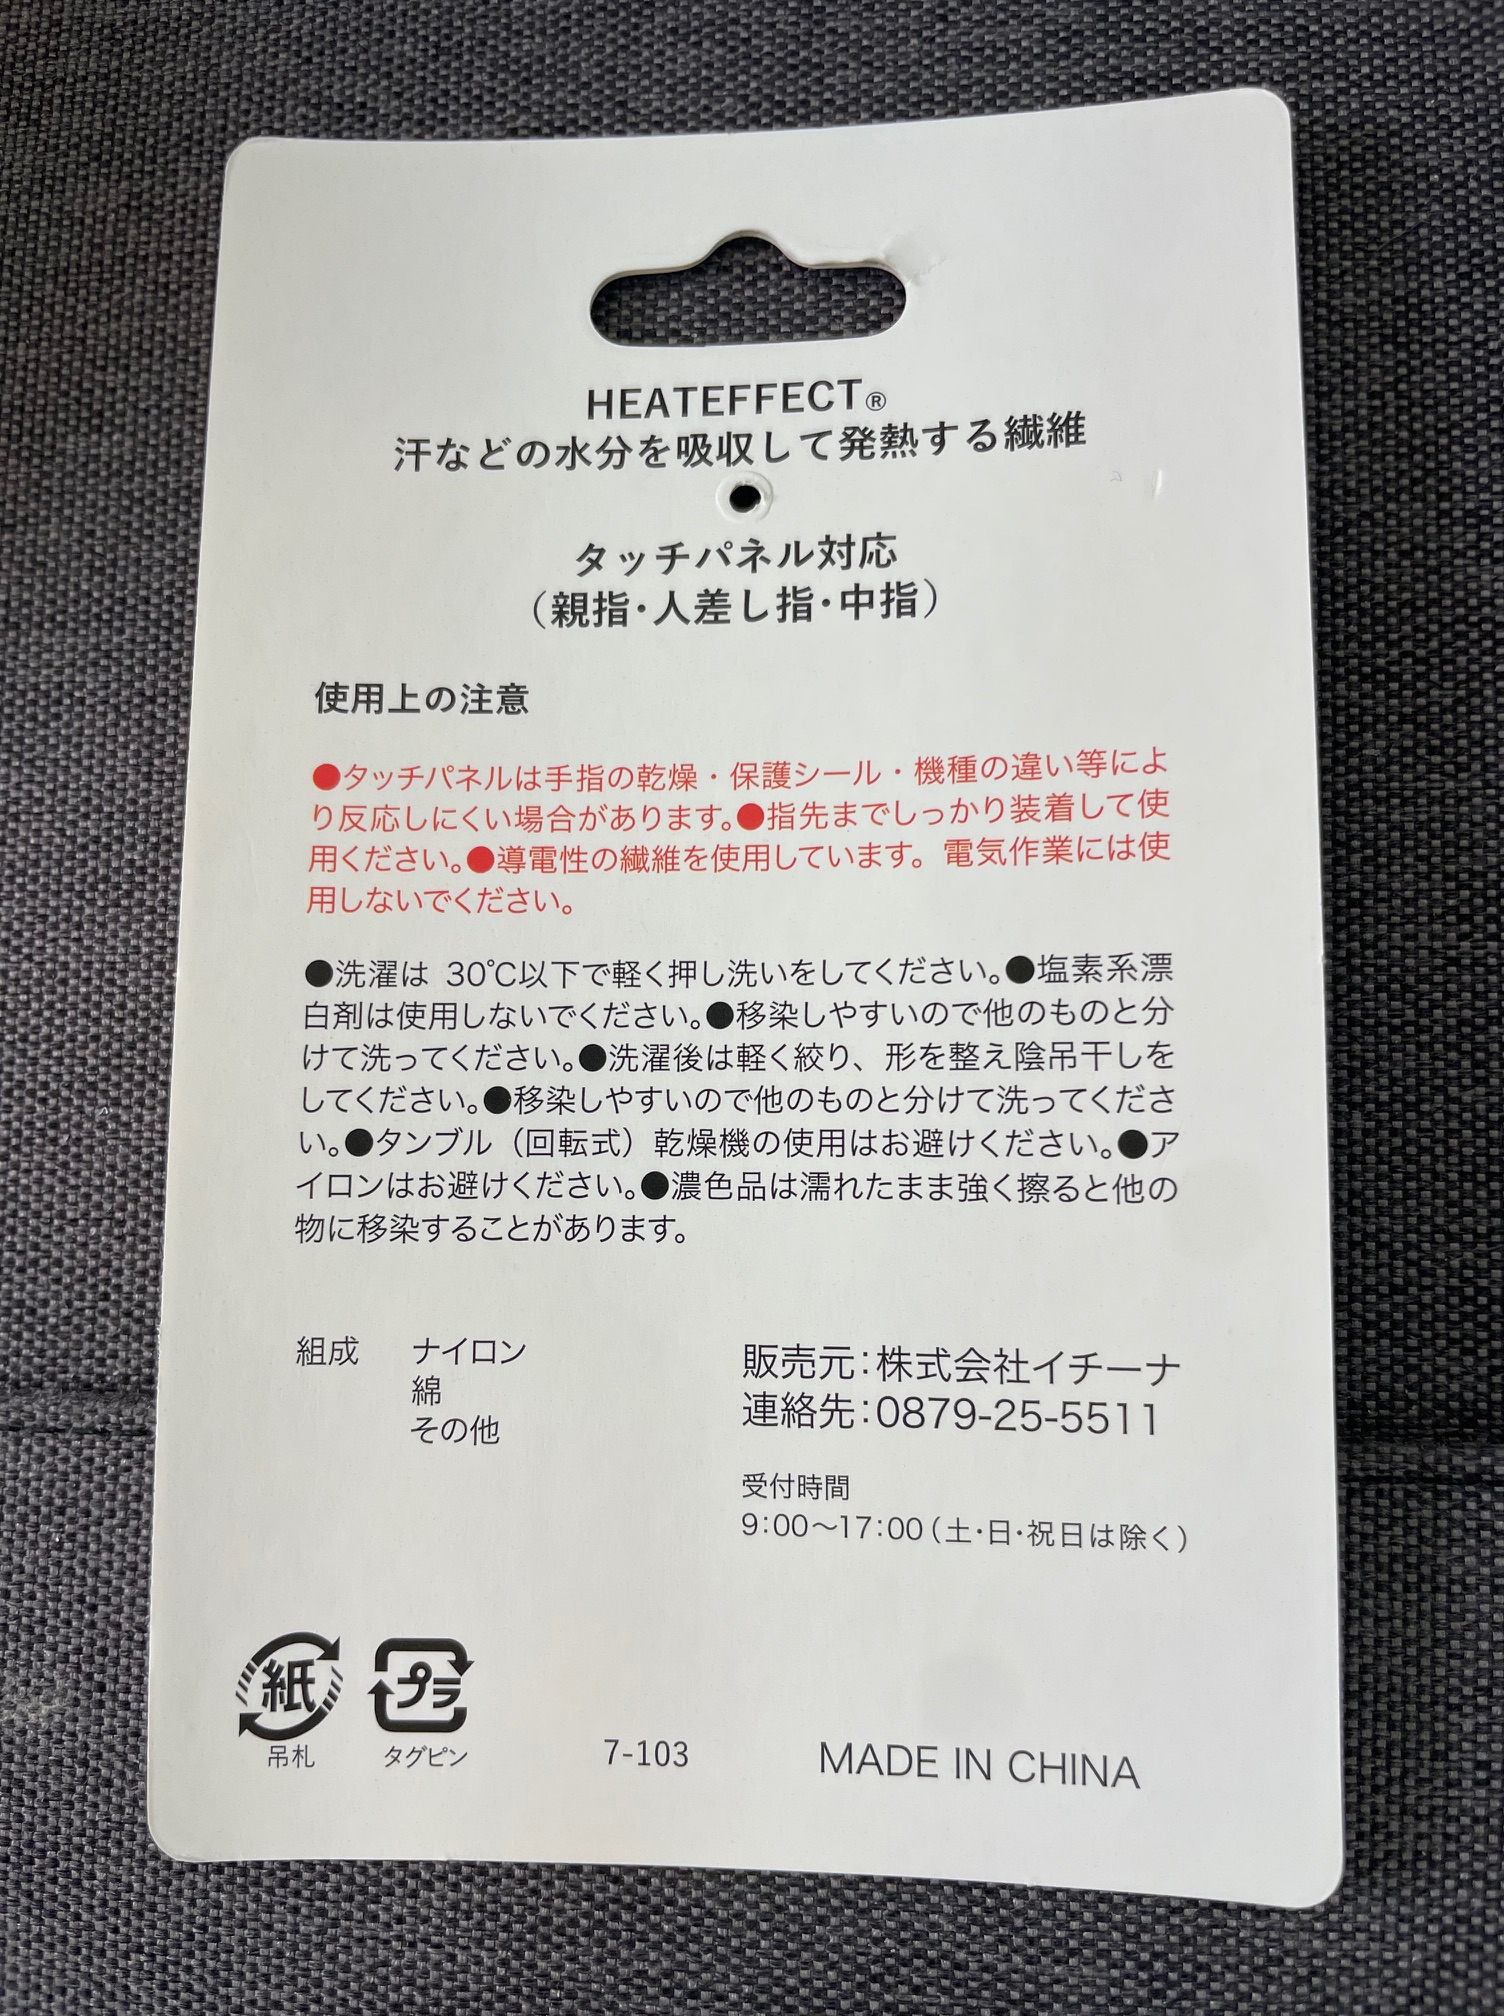 HEATEFFECT®
汗などの水分を吸収して発熱する繊維
タッチパネル対応
（親指・人差し指・中指）
使用上の注意
●タッチパネルは手指の乾燥・保護シール・機種の違い等によ
り反応しにくい場合があります。●指先までしっかり装着して使
用ください。●導電性の繊維を使用しています。電気作業には使
用しないでください。
●洗濯は 30℃以下で軽く押し洗いをしてください。●塩素系漂
白剤は使用しないでください。●移染しやすいので他のものと分
けて洗ってください。●洗濯後は軽く絞り、形を整え陰吊干しを
してください。●移染しやすいので他のものと分けて洗ってくださ
い。●タンブル（回転式）乾燥機の使用はお避けください。●ア
イロンはお避けください。●濃色品は濡れたまま強く擦ると他の
物に移染することがあります。
組成 ナイロン
綿
その他
販売元：株式会社イチーナ
連絡先：0879-25-5511
受付時間
9：00〜17：00（土・日・祝日は除く）
紙 プラ
吊札 タグピン
7-103 MADE IN CHINA